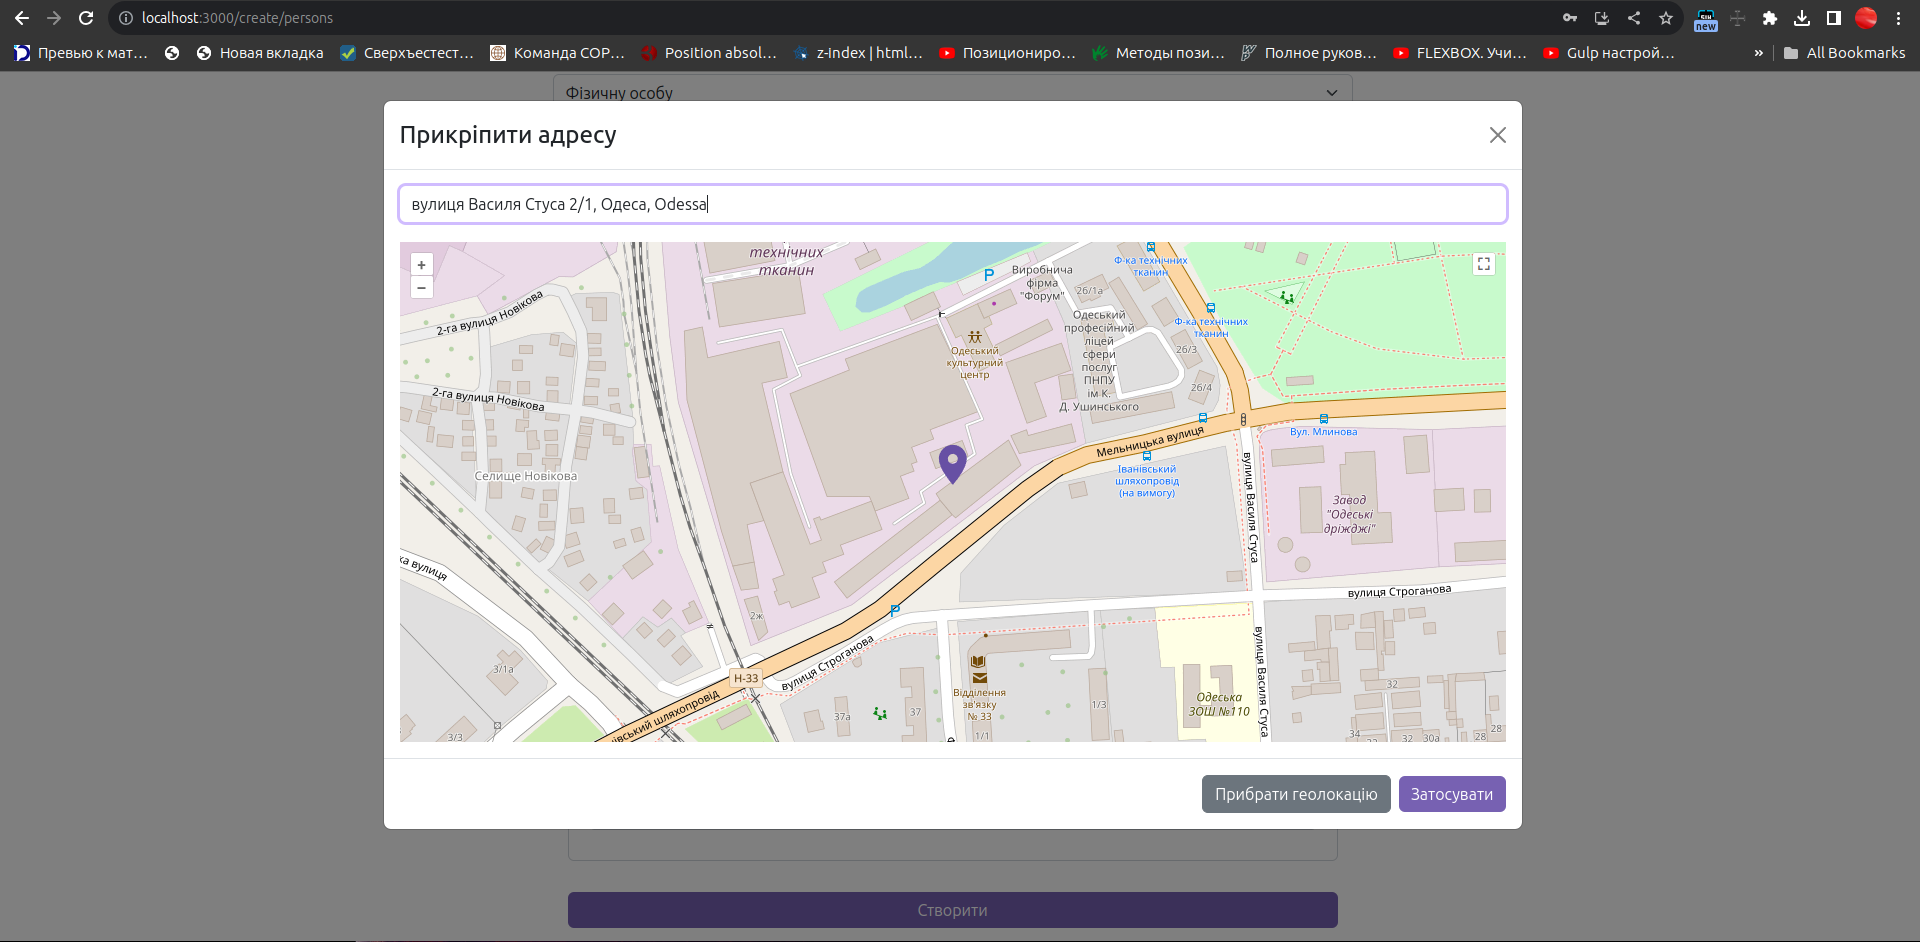 localhost:3000/create/persons
new
Превью к мат...
Новая вкладка
Сверхъестест...
Команда COP...
Position absol...
z-index | html...
Позициониро...
Методы пози...
Полное руков...
FLEXBOX. Учи...
Gulp настрой...
»
All Bookmarks
Фізичну особу
Прикріпити адресу
вулиця Василя Стуса 2/1, Одеса, Odessa
+
−
технічних
тканин
P
Виробнича
фірма
"Форум"
26/1а
Ф-ка технічних
тканин
Ф-ка технічних
тканин
2-га вулиця Новікова
Одеський
професійний
ліцей
сфери
послуг
ПНПУ
ім К.
Д. Ушинського
Одеський
культурний
центр
26/3
26/4
2-га вулиця Новікова
Мельницька вулиця
Вул. Млинова
Іванівський
шляхопровід
(на вимогу)
Селище Новікова
вулиця Василя Стуса
Завод
"Одеські
дріжджі"
ка вулиця
вулиця Строганова
P
2ж
вулиця Строганова
вулиця Василя Стуса
3/1а
Н-33
Відділення
зв'язку
№ 33
Одеська
ЗОШ №110
32
37а
37
1/3
івський шляхопровід
3/3
1/1
34
32
30а
28
28
Прибрати геолокацію
Затосувати
Створити